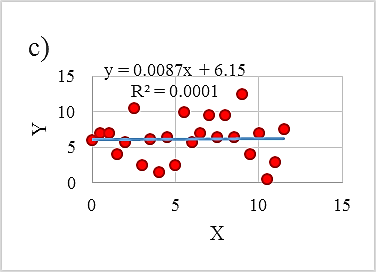 c)
y = 0.0087x + 6.15
R² = 0.0001
15
10
5
0
Y
0 5 10 15
X